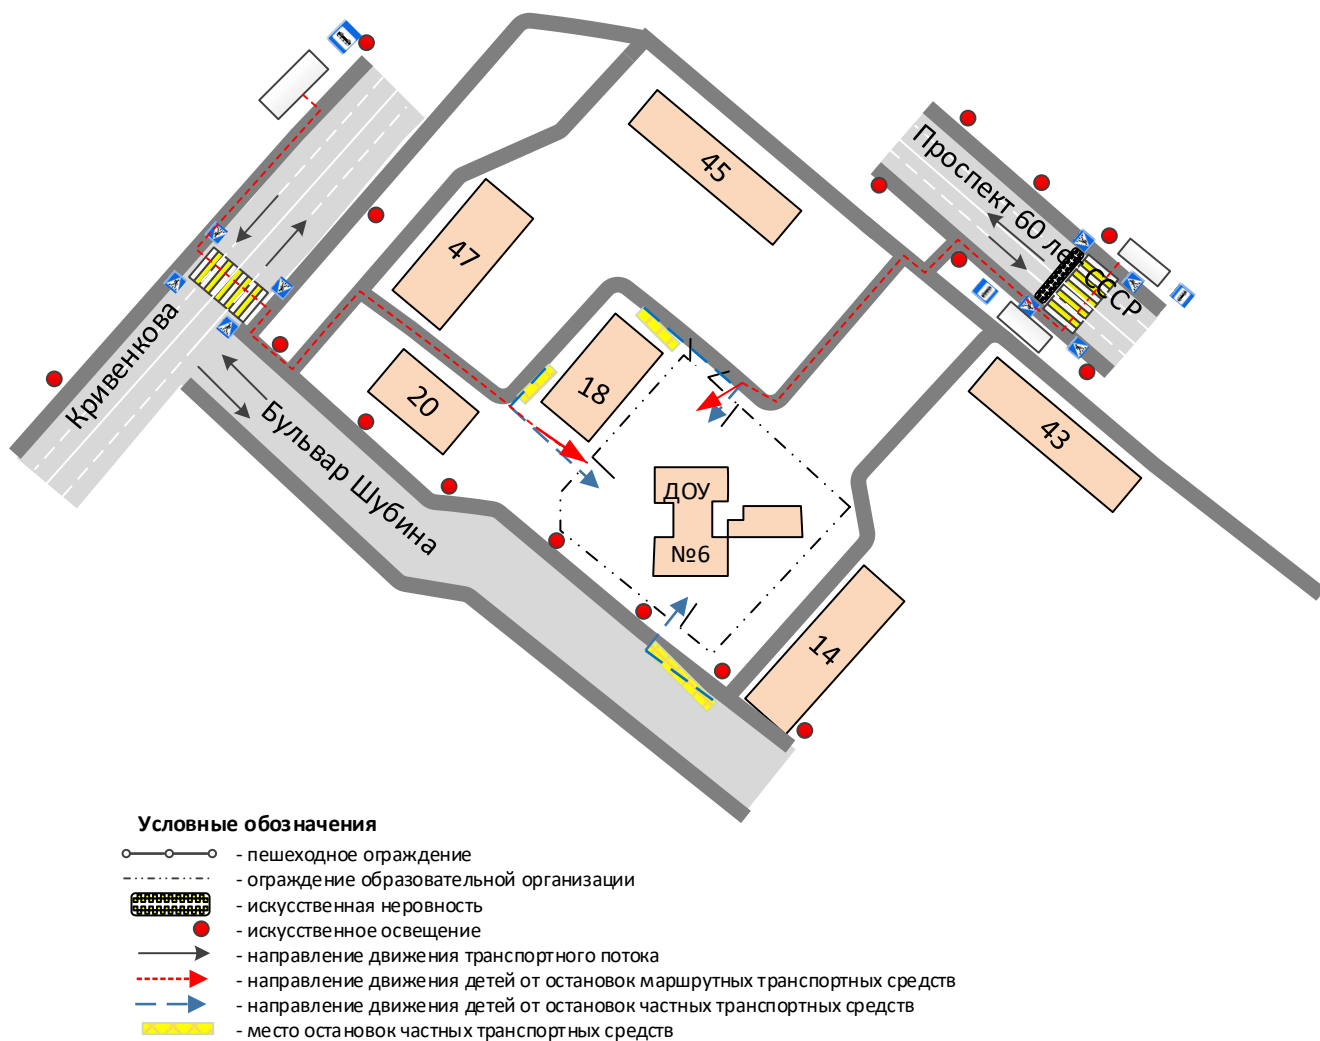 Кривенкова
Бульвар Шубина
Проспект 60 лет СССР
45
47
20
18
43
14
ДОУ
№6
Условные обозначения
- пешеходное ограждение
- ограждение образовательной организации
- искусственная неровность
- искусственное освещение
- направление движения транспортного потока
- направление движения детей от остановок маршрутных транспортных средств
- направление движения детей от остановок частных транспортных средств
- место остановок частных транспортных средств